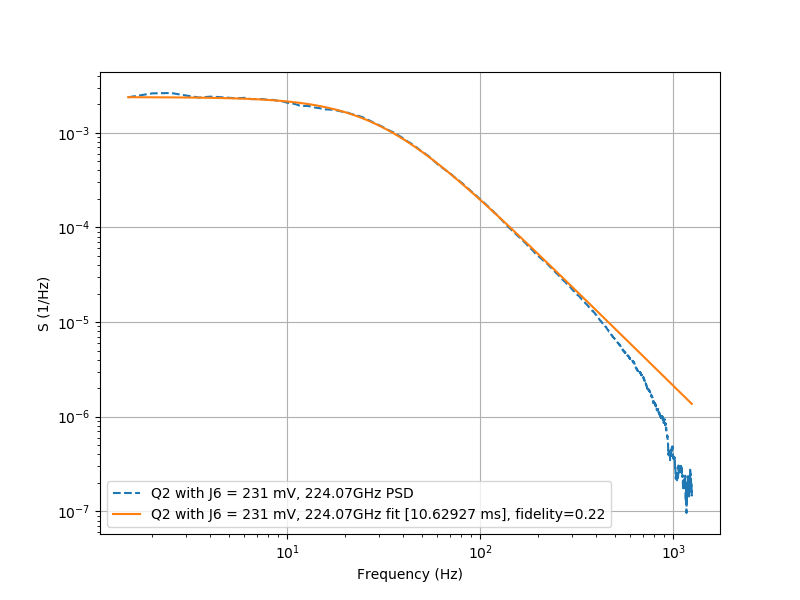 10⁻³
10⁻⁴
10⁻⁵
10⁻⁶
10⁻⁷
S (1/Hz)
Q2 with J6 = 231 mV, 224.07GHz PSD
Q2 with J6 = 231 mV, 224.07GHz fit [10.62927 ms], fidelity=0.22
10¹ 10² 10³
Frequency (Hz)